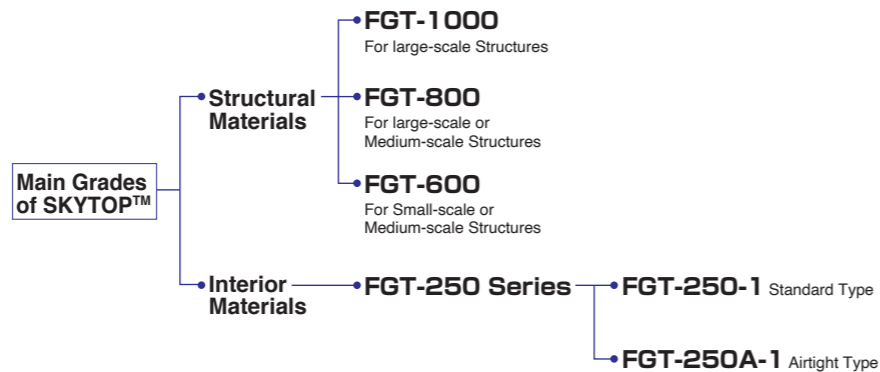 Main Grades
of SKYTOP™
Structural
Materials
FGT-1000
For large-scale Structures
FGT-800
For large-scale or
Medium-scale Structures
FGT-600
For Small-scale or
Medium-scale Structures
Interior
Materials
FGT-250 Series
FGT-250-1 Standard Type
FGT-250A-1 Airtight Type